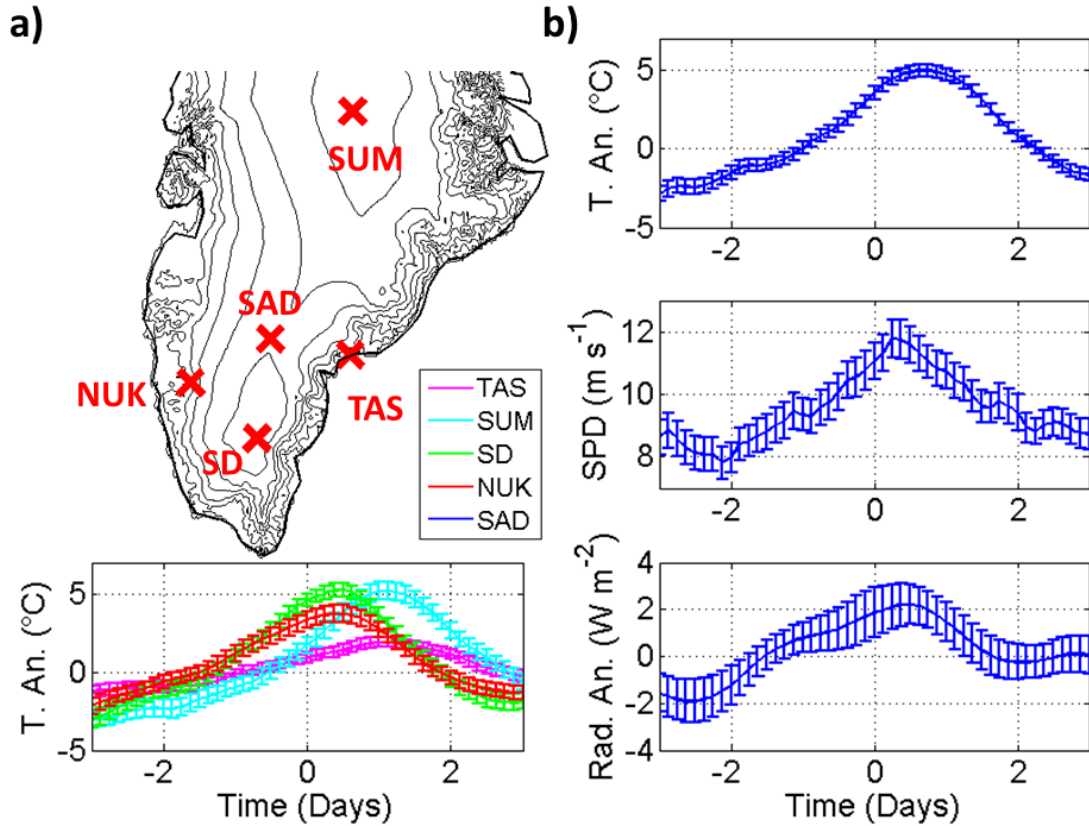 a)
SUM
SAD
NUK
TAS
SD
TAS
SUM
SD
NUK
SAD
T. An. (°C)
5
0
-5
-2
0
2
Time (Days)
b)
T. An. (°C)
5
0
-5
-2
0
2
SPD (m s⁻¹)
12
10
8
-2
0
2
Rad. An. (W m⁻²)
4
2
0
-2
-4
-2
0
2
Time (Days)